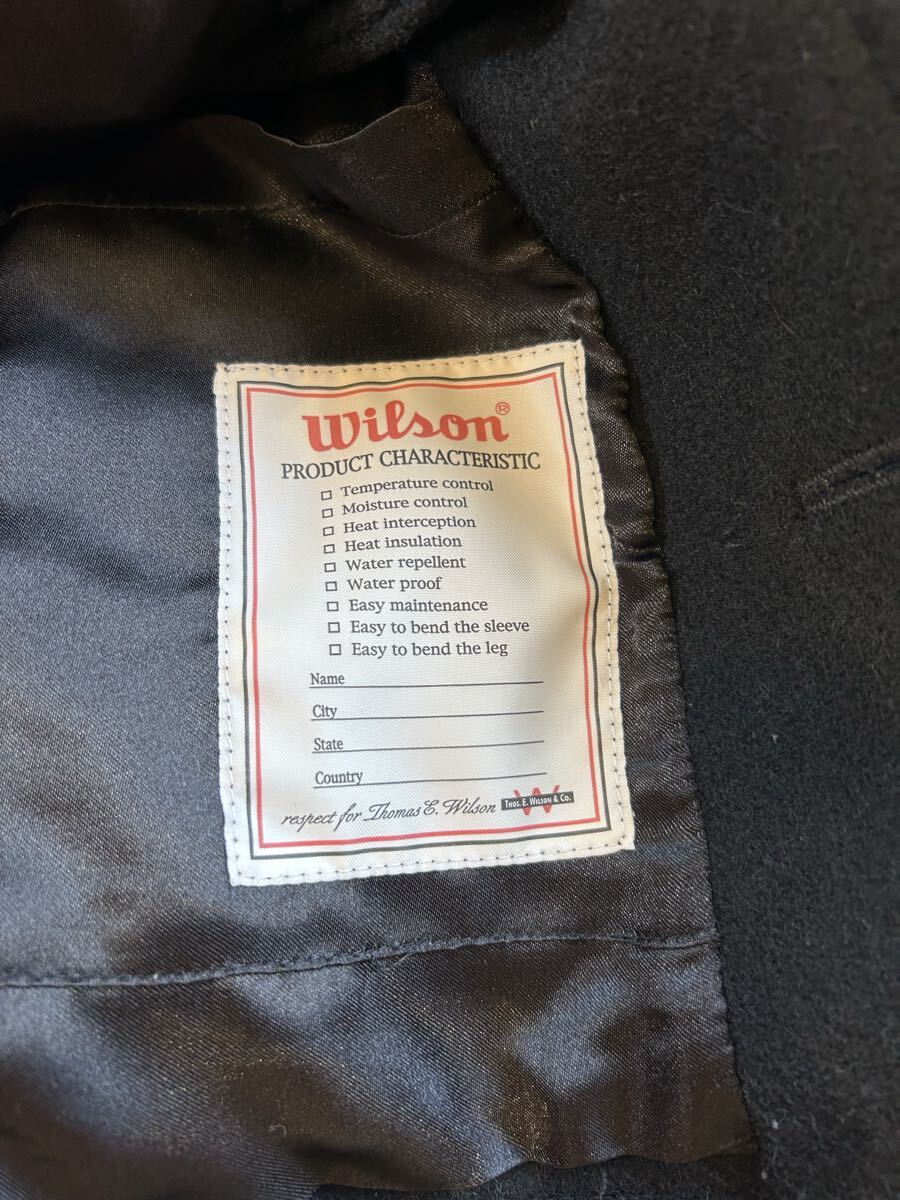 Wilson®
PRODUCT CHARACTERISTIC
□ Temperature control
□ Moisture control
□ Heat interception
□ Heat insulation
□ Water repellent
□ Water proof
□ Easy maintenance
□ Easy to bend the sleeve
□ Easy to bend the leg
Name
City
State
Country
respect for Thomas E. Wilson THOS. E. WILSON & CO.